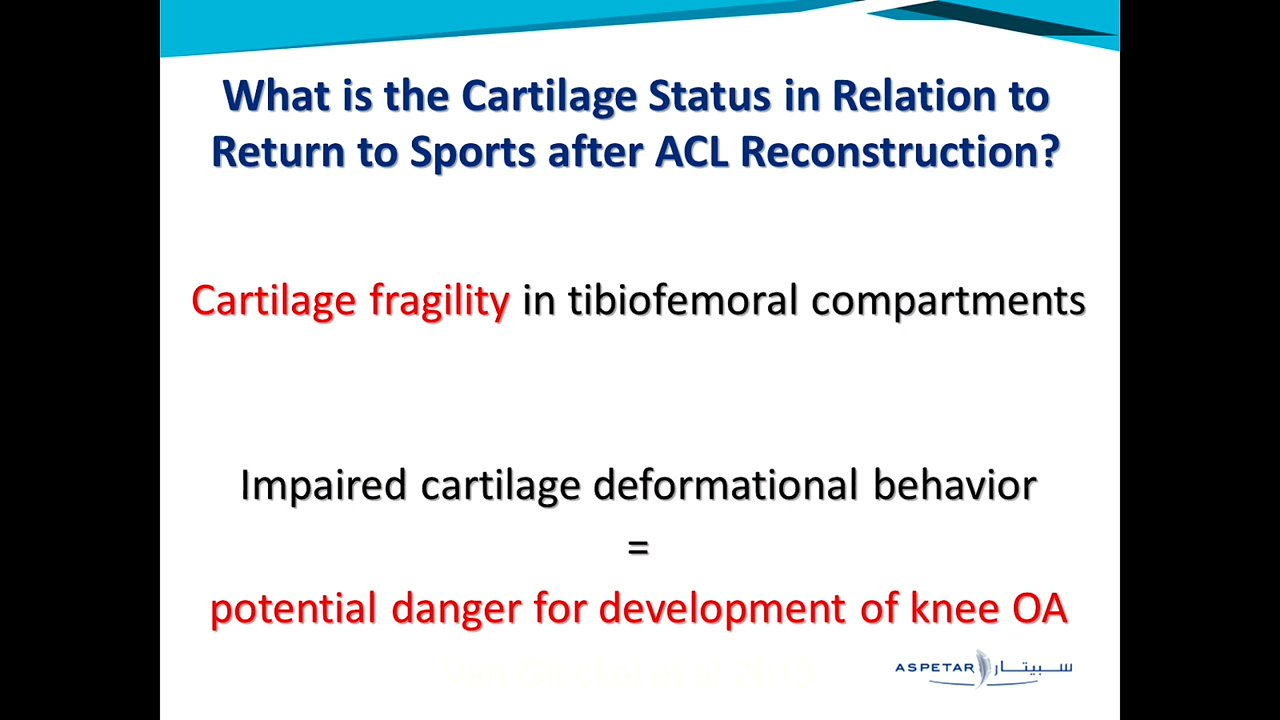 What is the Cartilage Status in Relation to
Return to Sports after ACL Reconstruction?
Cartilage fragility in tibiofemoral compartments
Impaired cartilage deformational behavior
=
potential danger for development of knee OA
ASPETAR سبيتار